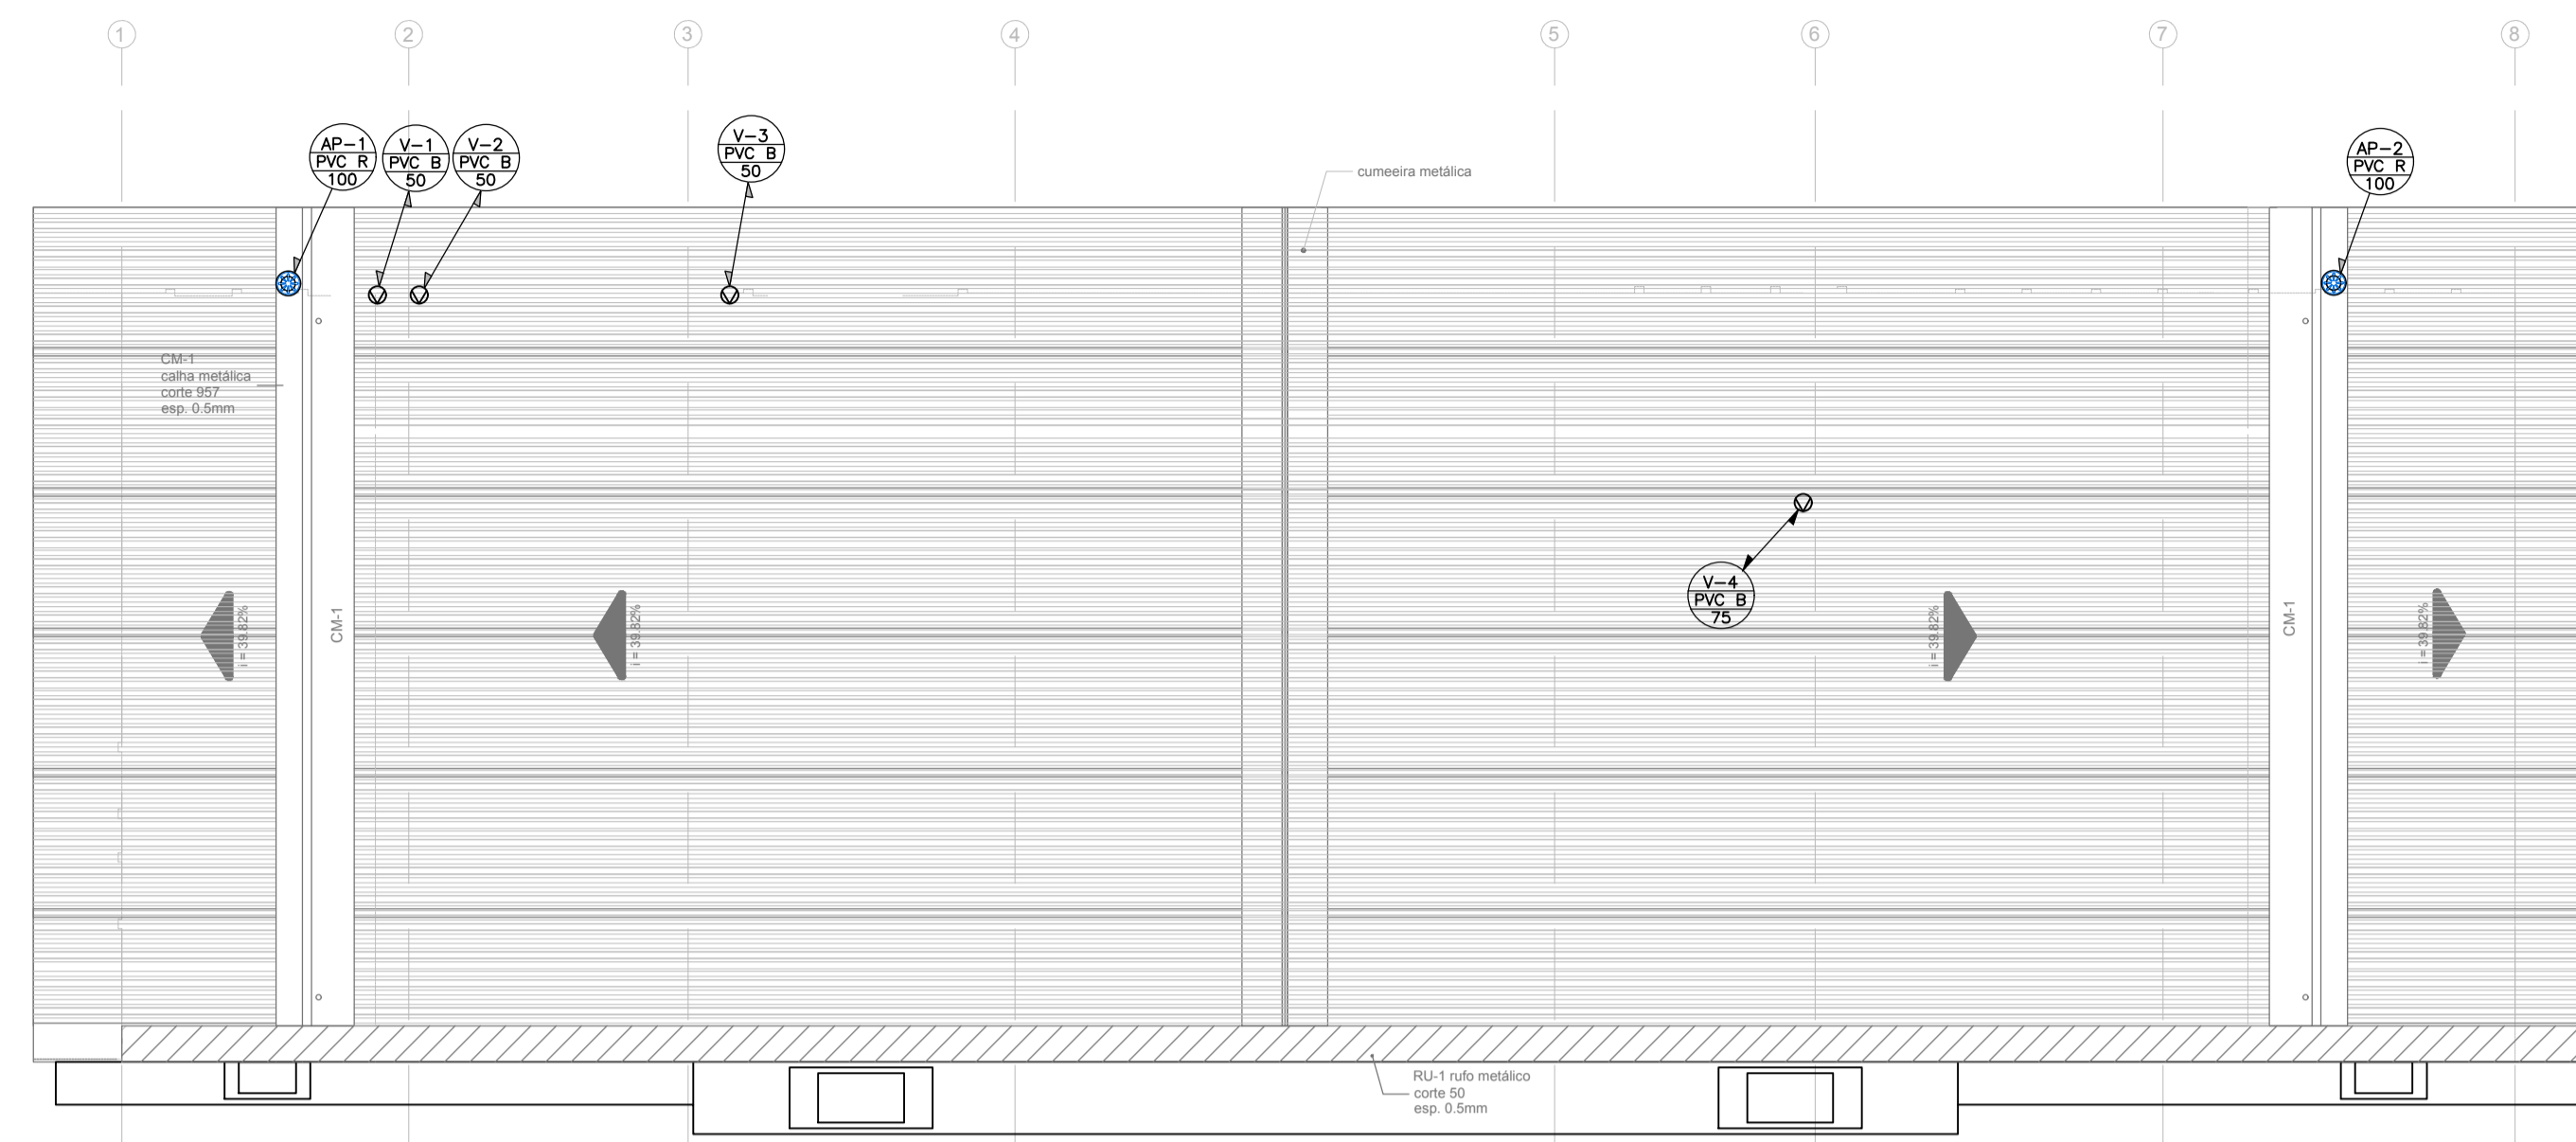 1
2
3
4
5
6
7
8
AP-1
PVC R
100
V-1
PVC B
50
V-2
PVC B
50
V-3
PVC B
50
cumeeira metálica
AP-2
PVC R
100
CM-1
calha metálica
corte 957
esp. 0.5mm
V-4
PVC B
75
i = 39.82%
CM-1
i = 39.82%
i = 39.82%
CM-1
i = 39.82%
RU-1 rufo metálico
corte 50
esp. 0.5mm